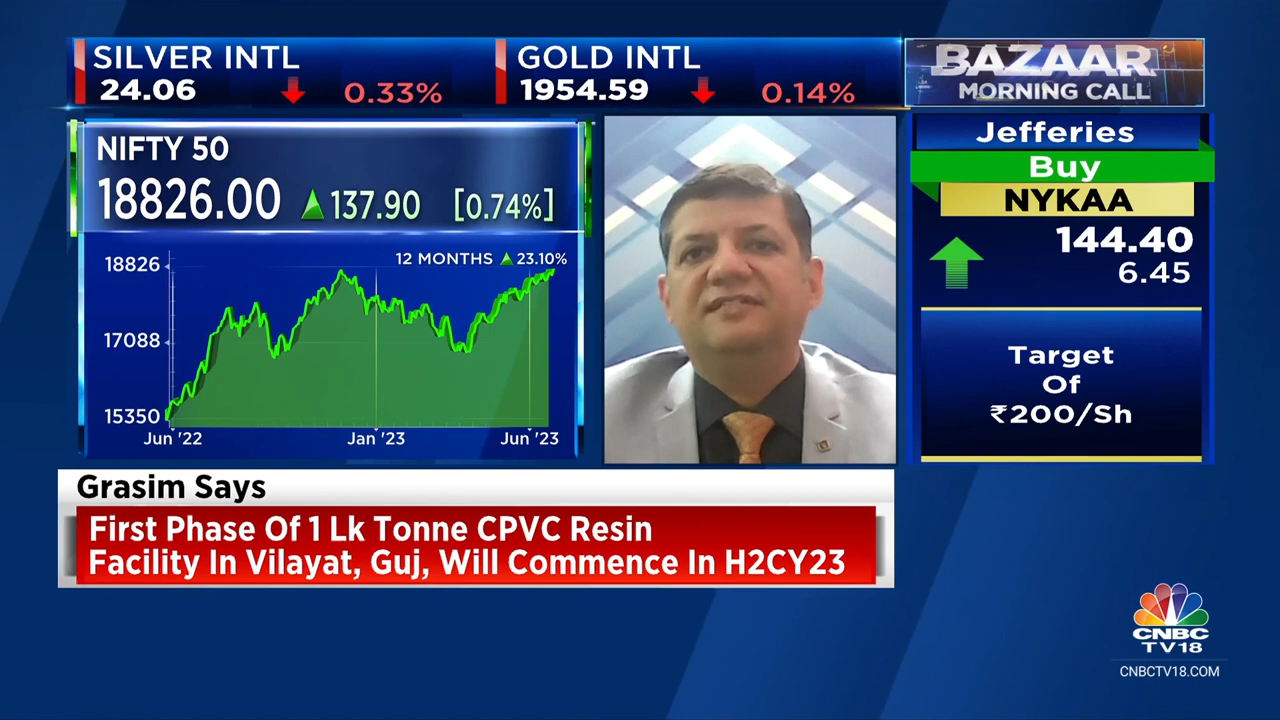 SILVER INTL
24.06 0.33%
GOLD INTL
1954.59 0.14%
BAZAAR
MORNING CALL
NIFTY 50
18826.00 137.90 [0.74%]
12 MONTHS 23.10%
18826
17088
15350
Jun '22 Jan '23 Jun '23
Jefferies
Buy
NYKAA
144.40
6.45
Target
Of
₹200/Sh
Grasim Says
First Phase Of 1 Lk Tonne CPVC Resin
Facility In Vilayat, Guj, Will Commence In H2CY23
CNBC
TV18
CNBCTV18.COM